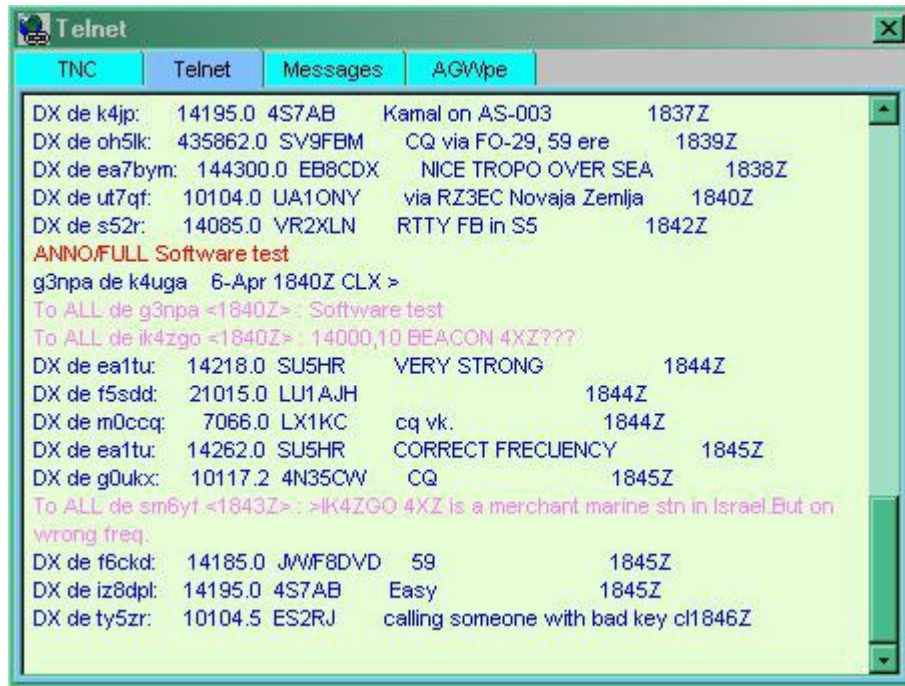 Telnet
TNC Telnet Messages AGWpe
DX de k4jp: 14195.0 4S7AB Kamal on AS-003 1837Z
DX de oh5lk: 435862.0 SV9FBM CQ via FO-29, 59 ere 1839Z
DX de ea7bym: 144300.0 EB8CDX NICE TROPO OVER SEA 1838Z
DX de ut7qf: 10104.0 UA1ONY via RZ3EC Novaja Zemlja 1840Z
DX de s52r: 14085.0 VR2XLN RTTY FB in S5 1842Z
ANNO/FULL Software test
g3npa de k4uga 6-Apr 1840Z CLX >
To ALL de g3npa <1840Z> : Software test
To ALL de ik4zgo <1840Z> : 14000,10 BEACON 4XZ???
DX de ea1tu: 14218.0 SU5HR VERY STRONG 1844Z
DX de f5sdd: 21015.0 LU1AJH 1844Z
DX de m0ccq: 7066.0 LX1KC cq vk. 1844Z
DX de ea1tu: 14262.0 SU5HR CORRECT FRECUENCY 1845Z
DX de g0ukx: 10117.2 4N35CW CQ 1845Z
To ALL de sm6yf <1843Z> : >IK4ZGO 4XZ is a merchant marine stn in Israel.But on
wrong freq.
DX de f6ckd: 14185.0 JW/F8DVD 59 1845Z
DX de iz8dpl: 14195.0 4S7AB Easy 1845Z
DX de ty5zr: 10104.5 ES2RJ calling someone with bad key cl1846Z